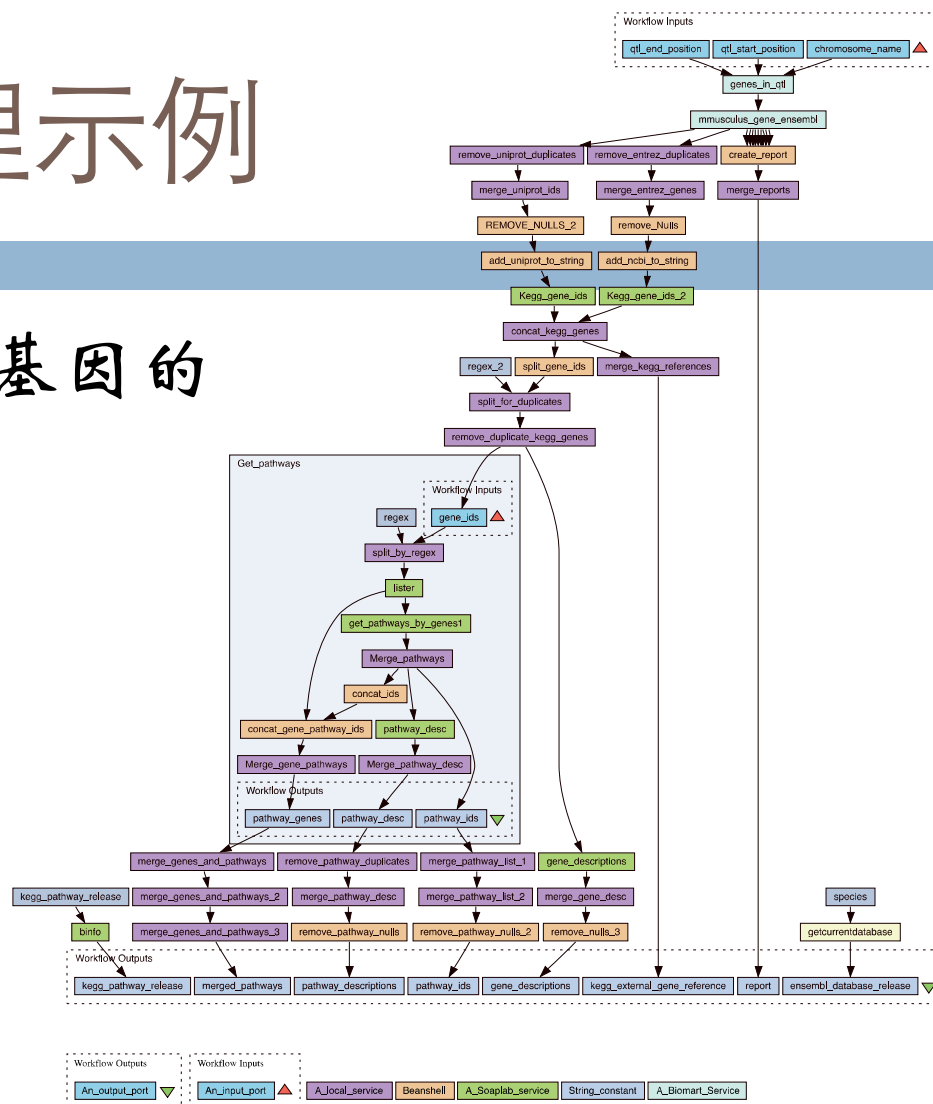 Workflow Inputs
qtl_end_position qtl_start_position chromosome_name
genes_in_qtl
示例
mmusculus_gene_ensembl
remove_uniprot_duplicates remove_entrez_duplicates create_report
merge_uniprot_ids merge_entrez_genes merge_reports
REMOVE_NULLS_2 remove_Nulls
add_uniprot_to_string add_ncbi_to_string
Kegg_gene_ids Kegg_gene_ids_2
concat_kegg_genes
基因的
regex_2 split_gene_ids merge_kegg_references
split_for_duplicates
remove_duplicate_kegg_genes
Get_pathways
Workflow Inputs
regex gene_ids
split_by_regex
lister
get_pathways_by_genes1
Merge_pathways
concat_ids
concat_gene_pathway_ids pathway_desc
Merge_gene_pathways Merge_pathway_desc
Workflow Outputs
pathway_genes pathway_desc pathway_ids
merge_genes_and_pathways remove_pathway_duplicates merge_pathway_list_1 gene_descriptions
kegg_pathway_release merge_genes_and_pathways_2 merge_pathway_desc merge_pathway_list_2 merge_gene_desc species
binfo merge_genes_and_pathways_3 remove_pathway_nulls remove_pathway_nulls_2 remove_nulls_3 getcurrentdatabase
Workflow Outputs
kegg_pathway_release merged_pathways pathway_descriptions pathway_ids gene_descriptions kegg_external_gene_reference report ensembl_database_release
Workflow Outputs Workflow Inputs
An_output_port An_input_port A_local_service Beanshell A_Soaplab_service String_constant A_Biomart_Service